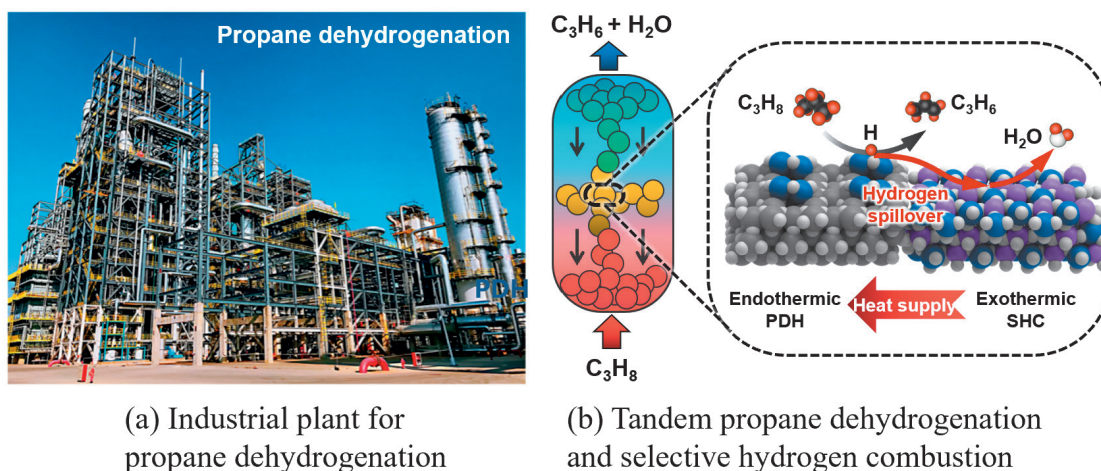 Propane dehydrogenation
PDH
C₃H₆ + H₂O
C₃H₈
C₃H₈
H
C₃H₆
H₂O
Hydrogen
spillover
Endothermic
PDH
Heat supply
Exothermic
SHC
(a) Industrial plant for
propane dehydrogenation
(b) Tandem propane dehydrogenation
and selective hydrogen combustion